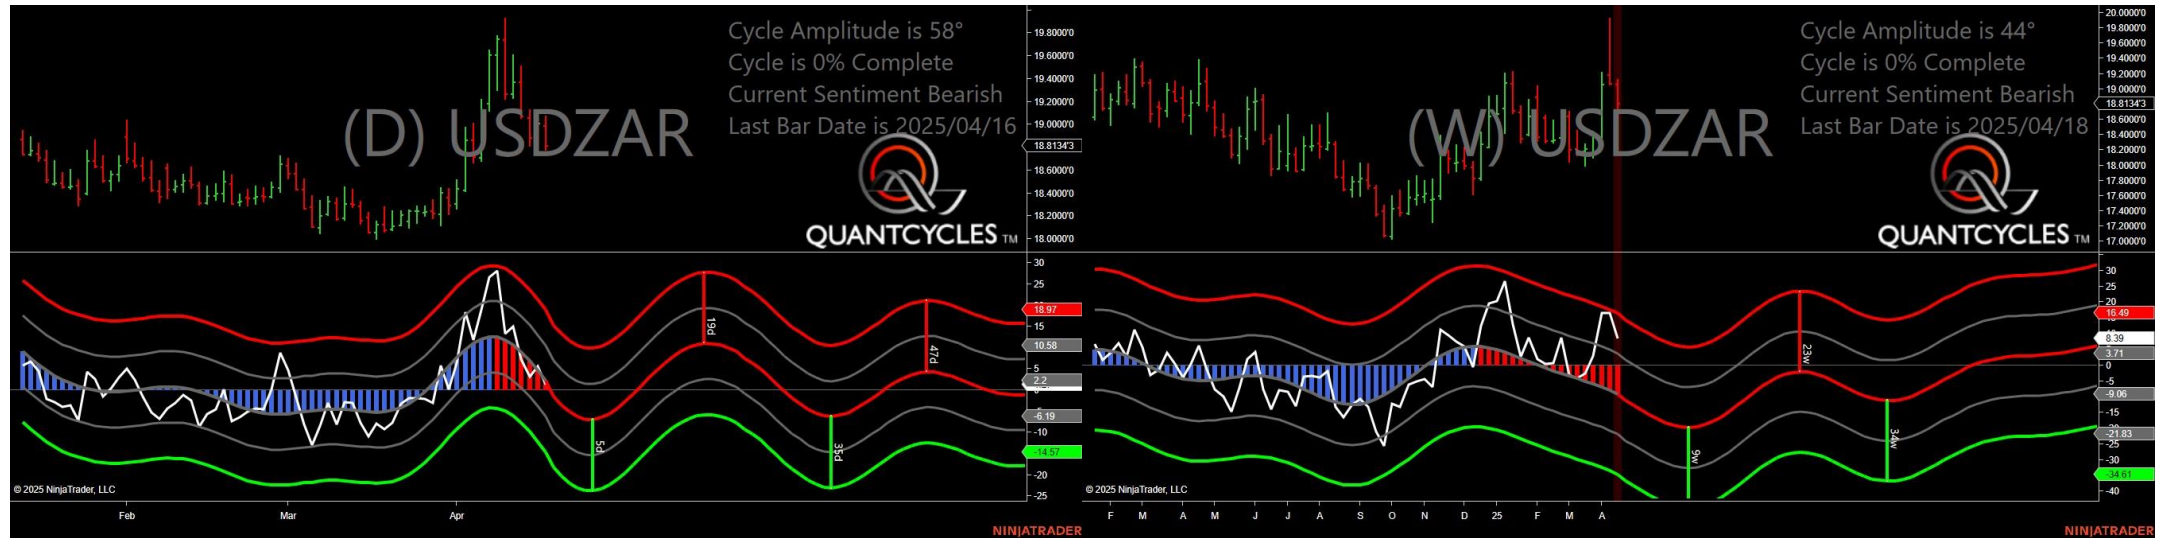 Cycle Amplitude is 58°
Cycle is 0% Complete
Current Sentiment Bearish
Last Bar Date is 2025/04/16
(D) USDZAR
QUANTCYCLES TM
19.8000'0
19.6000'0
19.4000'0
19.2000'0
19.0000'0
18.8134'3
18.6000'0
18.4000'0
18.2000'0
18.0000'0
30
25
18.97
15
10.58
5
2.2
-6.19
-10
-14.57
-20
-25
19d
47d
5d
35d
© 2025 NinjaTrader, LLC
Feb
Mar
Apr
NINJATRADER
Cycle Amplitude is 44°
Cycle is 0% Complete
Current Sentiment Bearish
Last Bar Date is 2025/04/18
(W) USDZAR
QUANTCYCLES TM
20.0000'0
19.8000'0
19.6000'0
19.4000'0
19.2000'0
19.0000'0
18.8134'3
18.6000'0
18.4000'0
18.2000'0
18.0000'0
17.8000'0
17.6000'0
17.4000'0
17.2000'0
17.0000'0
30
25
20
16.49
8.39
3.71
0
-5
-9.06
-15
-21.83
-25
-30
-34.61
-40
23w
9w
34w
© 2025 NinjaTrader, LLC
F M A M J J A S O N D 25 F M A
NINJATRADER